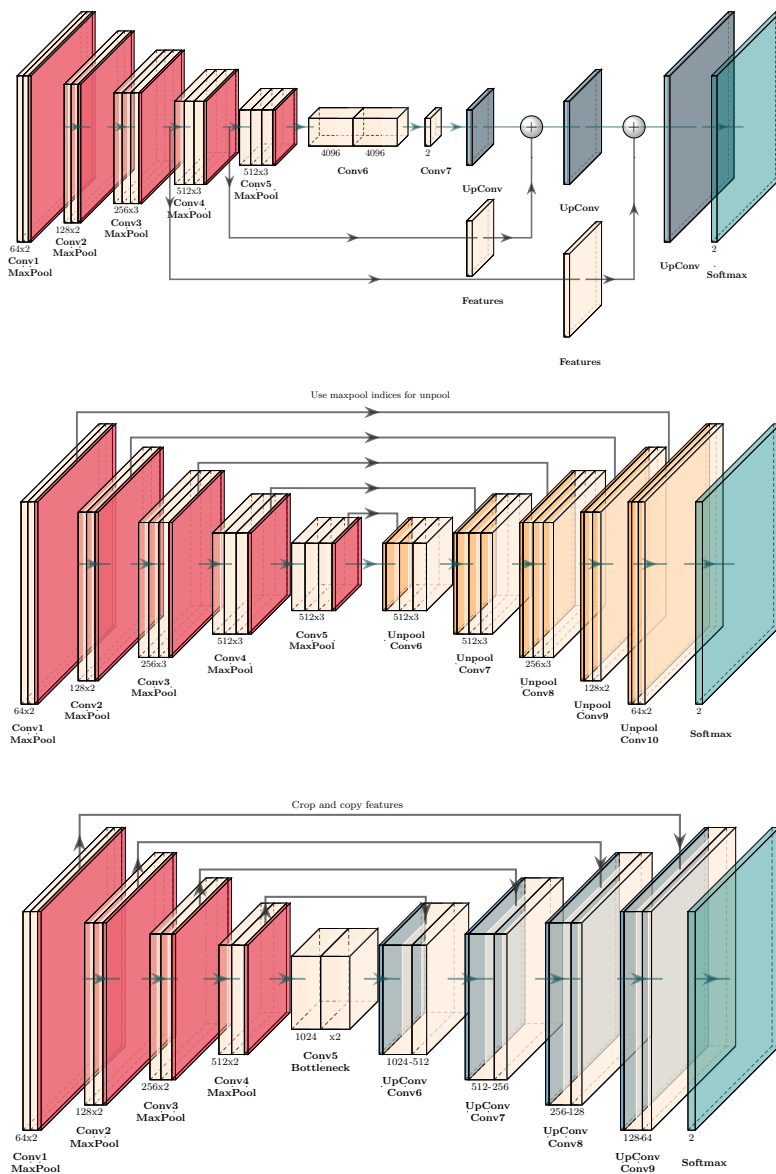 64x2
Conv1
MaxPool
128x2
Conv2
MaxPool
256x3
Conv3
MaxPool
512x3
Conv4
MaxPool
512x3
Conv5
MaxPool
4096 4096
Conv6
2
Conv7
UpConv
Features
UpConv
Features
UpConv
2
Softmax
Use maxpool indices for unpool
64x2
Conv1
MaxPool
128x2
Conv2
MaxPool
256x3
Conv3
MaxPool
512x3
Conv4
MaxPool
512x3
Conv5
MaxPool
512x3
Unpool
Conv6
512x3
Unpool
Conv7
256x3
Unpool
Conv8
128x2
Unpool
Conv9
64x2
Unpool
Conv10
2
Softmax
Crop and copy features
64x2
Conv1
MaxPool
128x2
Conv2
MaxPool
256x2
Conv3
MaxPool
512x2
Conv4
MaxPool
1024 x2
Conv5
Bottleneck
1024-512
UpConv
Conv6
512-256
UpConv
Conv7
256-128
UpConv
Conv8
128-64
UpConv
Conv9
2
Softmax